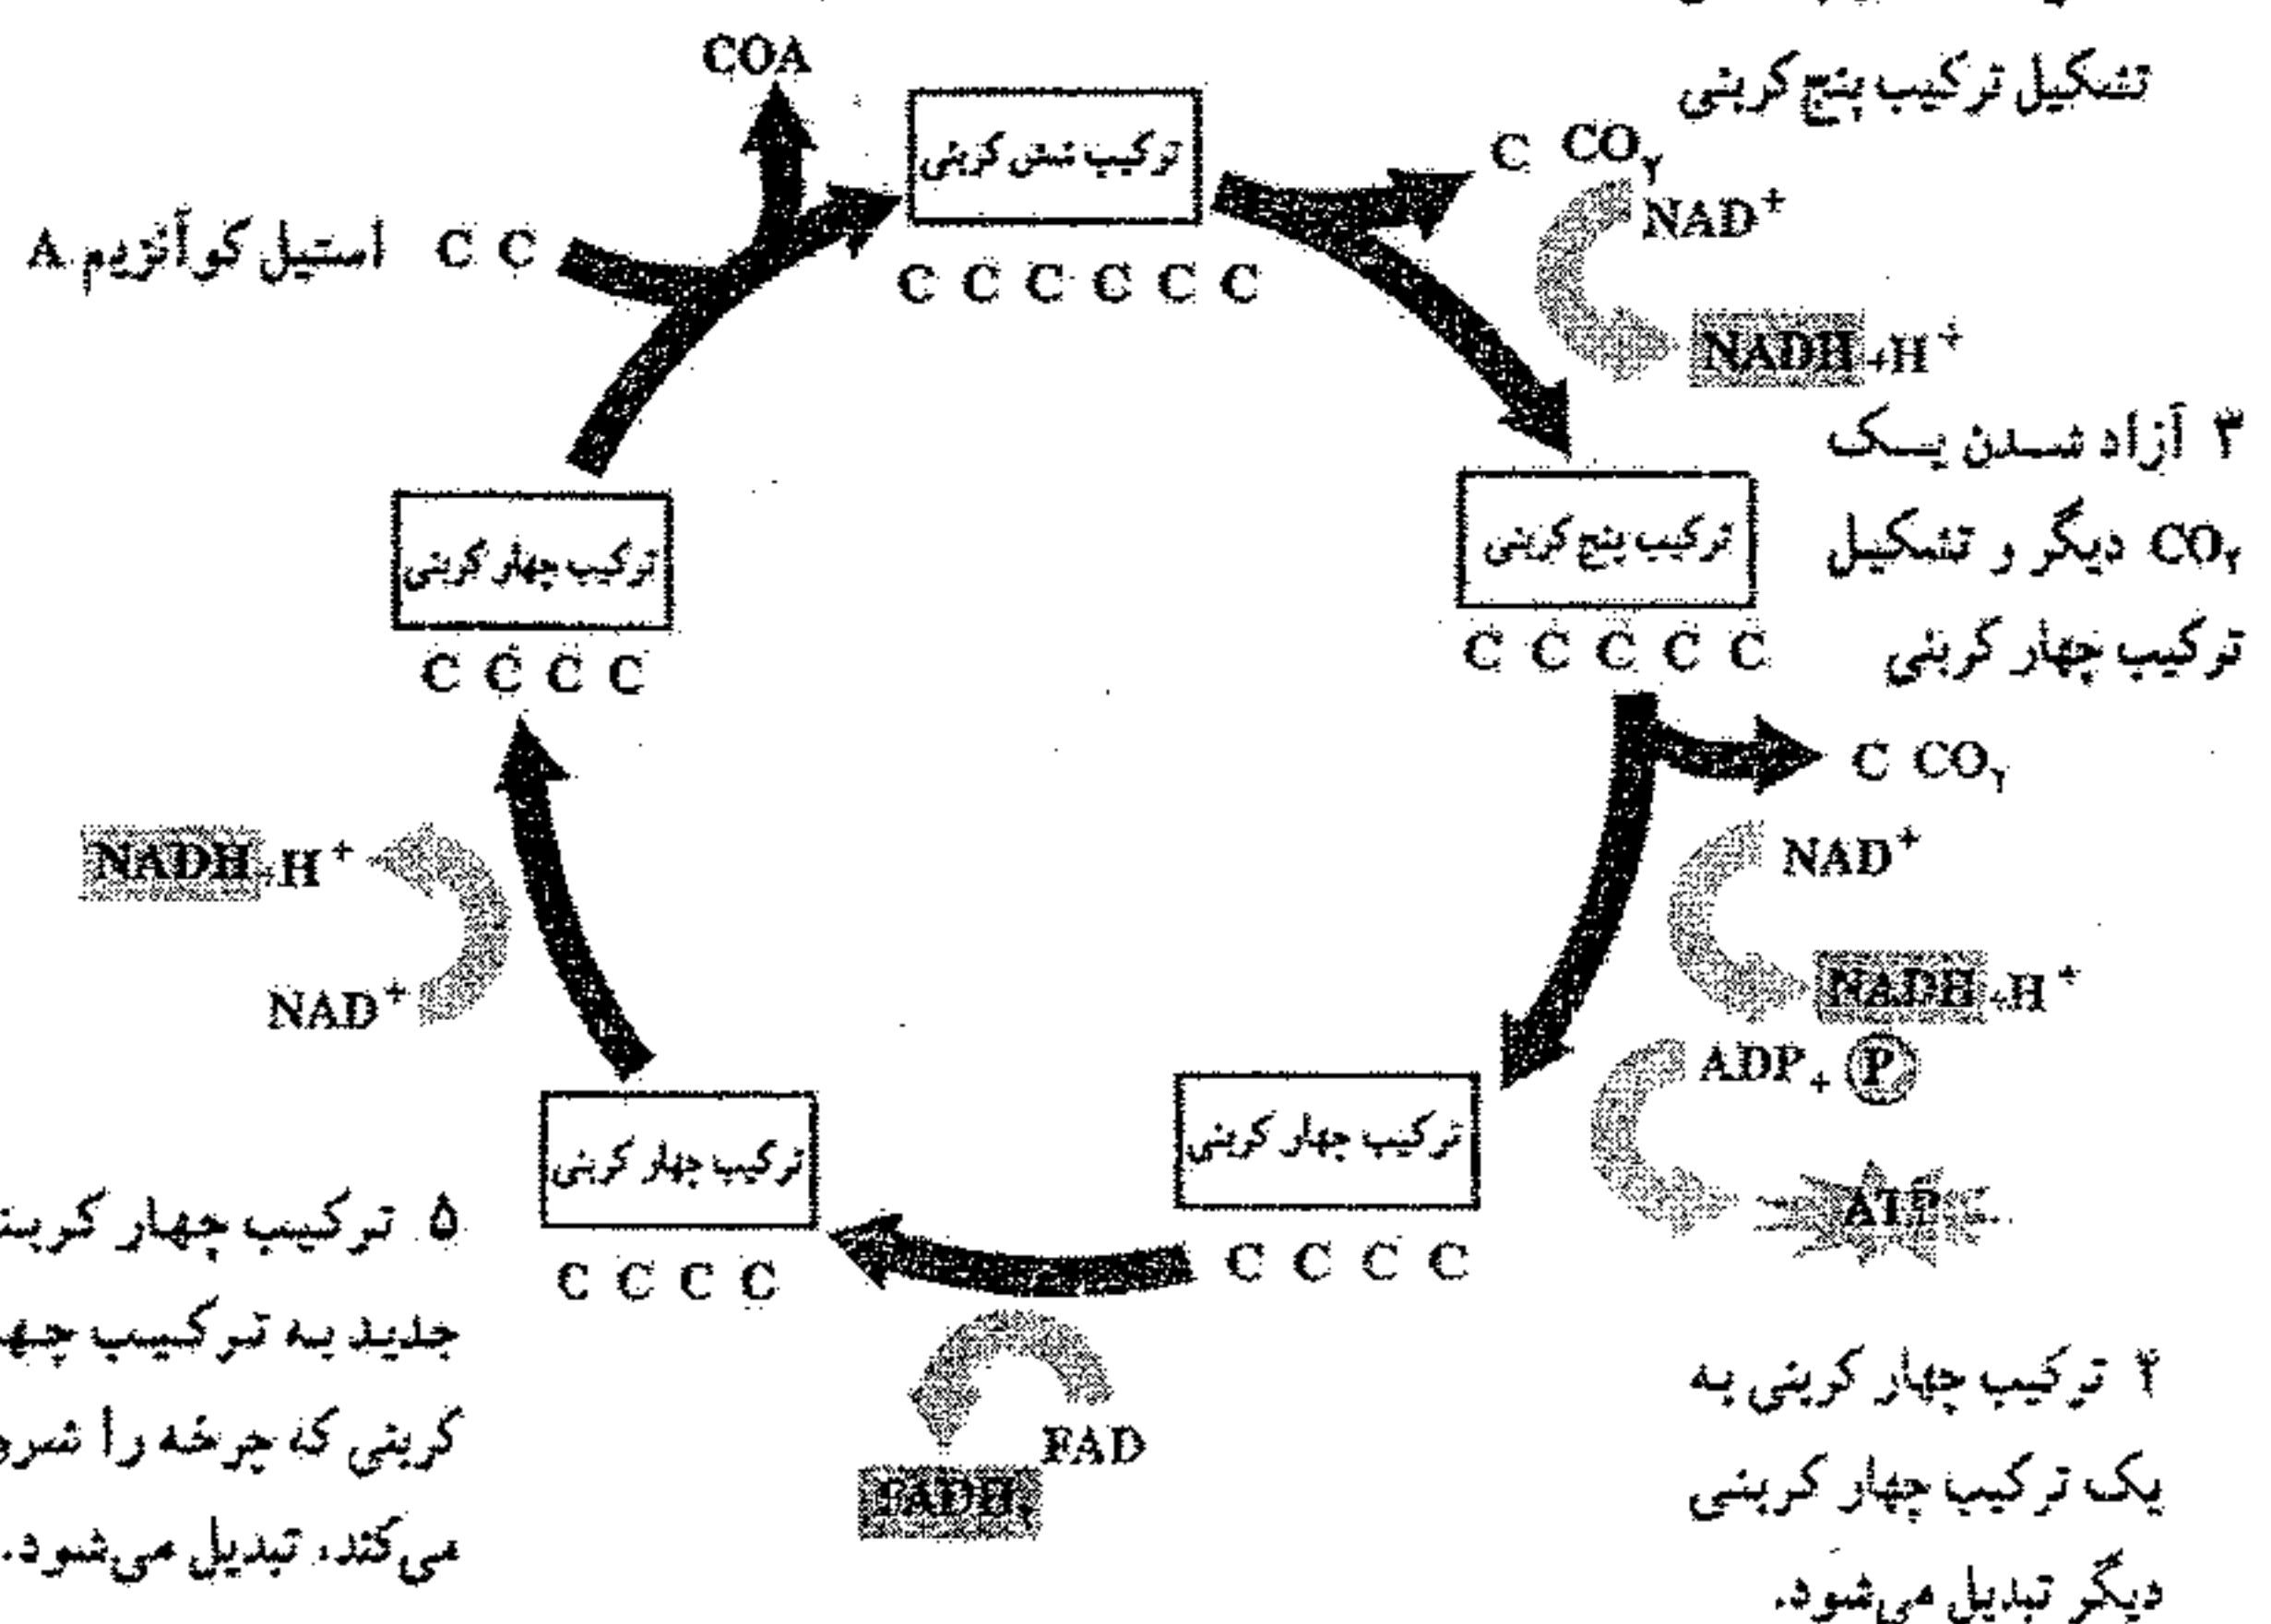 تشکیل ترکیب پنج کربنی
COA
ترکیب شش کربنی
C CO₂
NAD⁺
NADH+H⁺
استیل کوآنزیم A
C C
C C C C C C
۳ آزاد شدن یک
CO₂ دیگر و تشکیل
ترکیب چهار کربنی
ترکیب پنج کربنی
C C C C C
ترکیب چهار کربنی
C C C C
C CO₂
NAD⁺
NADH+H⁺
ADP + P
ATP
NADH+H⁺
NAD⁺
ترکیب چهار کربنی
C C C C
ترکیب چهار کربنی
C C C C
FAD
FADH₂
۴ ترکیب چهار کربنی به
یک ترکیب چهار کربنی
دیگر تبدیل می‌شود.
۵ ترکیب چهار
جدید به ترکیب
کربنی که چرخه را
می‌کند، تبدیل می‌شود.